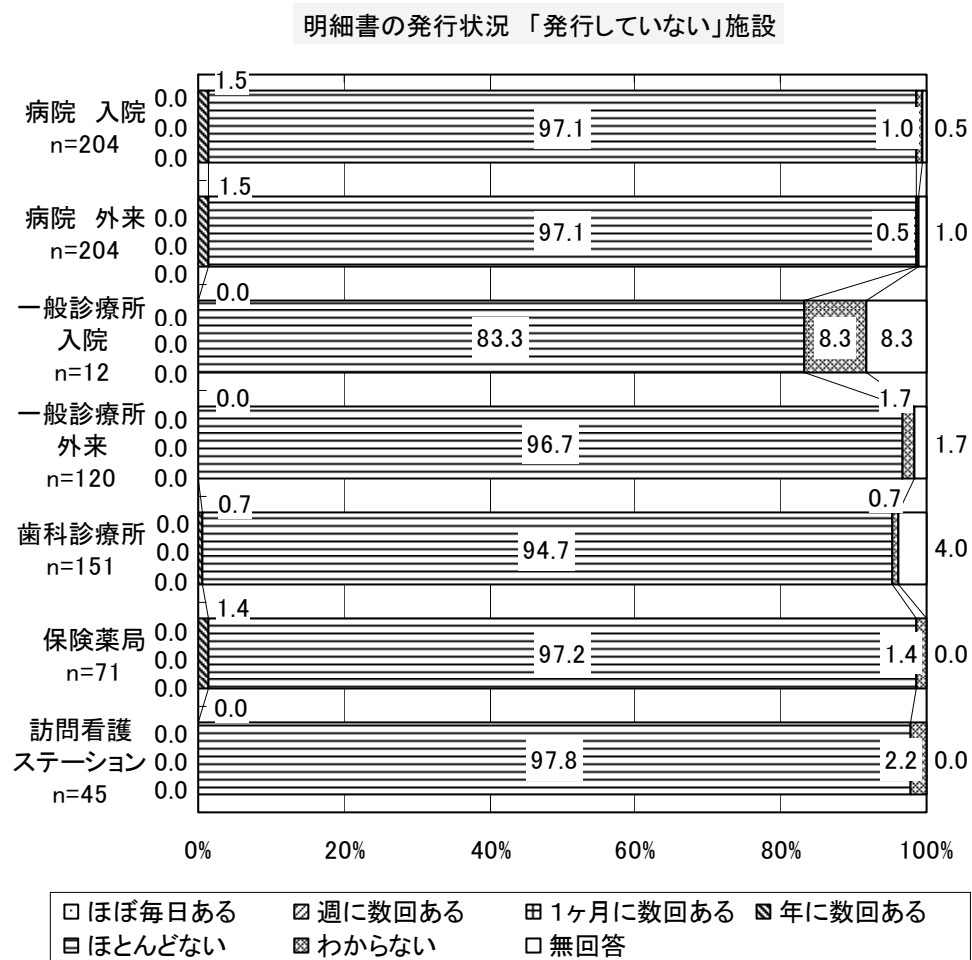 明細書の発行状況 「発行していない」施設
病院 入院
n=204
0.0
0.0
0.0
1.5
97.1
1.0
0.5
病院 外来
n=204
0.0
0.0
0.0
1.5
97.1
0.5
1.0
一般診療所
入院
n=12
0.0
0.0
0.0
0.0
83.3
8.3
8.3
一般診療所
外来
n=120
0.0
0.0
0.0
0.0
96.7
1.7
1.7
歯科診療所
n=151
0.0
0.0
0.0
0.7
94.7
0.7
4.0
保険薬局
n=71
0.0
0.0
0.0
1.4
97.2
1.4
0.0
訪問看護
ステーション
n=45
0.0
0.0
0.0
0.0
97.8
2.2
0.0
0% 20% 40% 60% 80% 100%
ほぼ毎日ある 週に数回ある 1ヶ月に数回ある 年に数回ある
ほとんどない わからない 無回答